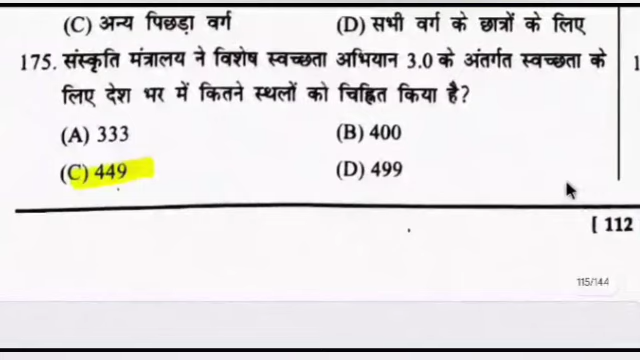 (C) अन्य पिछड़ा वर्ग (D) सभी वर्ग के छात्रों के लिए
175. संस्कृति मंत्रालय ने विशेष स्वच्छता अभियान 3.0 के अंतर्गत स्वच्छता के
लिए देश भर में कितने स्थलों को चिह्नित किया है?
(A) 333 (B) 400
(C) 449 (D) 499
[ 112
115/144